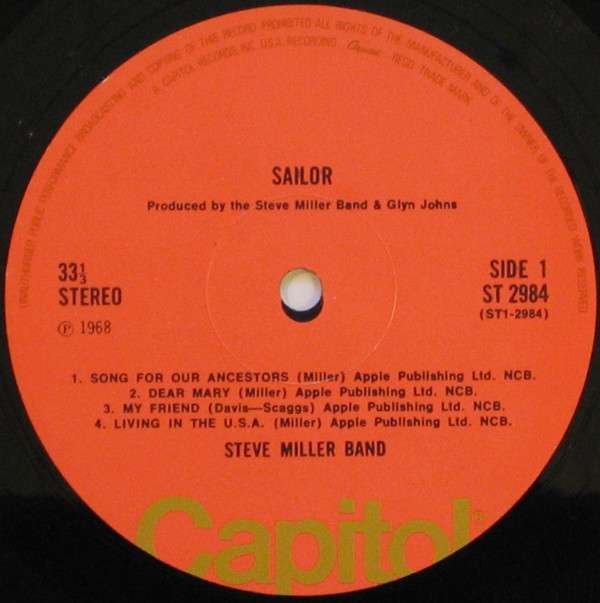 UNAUTHORISED PUBLIC PERFORMANCE BROADCASTING AND COPYING OF THIS RECORD PROHIBITED ALL RIGHTS OF THE MANUFACTURER AND OF THE OWNER OF THE RECORDED WORK RESERVED
A CAPITOL RECORDS, INC. U.S.A. RECORDING Capitol REGD. TRADE MARK
SAILOR
Produced by the Steve Miller Band & Glyn Johns
33⅓
STEREO
Ⓟ 1968
SIDE 1
ST 2984
(ST1-2984)
1. SONG FOR OUR ANCESTORS (Miller) Apple Publishing Ltd. NCB.
2. DEAR MARY (Miller) Apple Publishing Ltd. NCB.
3. MY FRIEND (Davis—Scaggs) Apple Publishing Ltd. NCB.
4. LIVING IN THE U.S.A. (Miller) Apple Publishing Ltd. NCB.
STEVE MILLER BAND
Capitol®